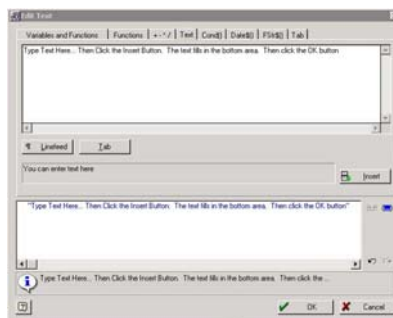 Edit Text
Variables and Functions Functions + - * / Text Cond() Date$() FStr$() Tab
Type Text Here... Then Click the Insert Button. The text fills in the bottom area. Then click the OK button
¶ Linefeed Tab
You can enter text here
Insert
"Type Text Here... Then Click the Insert Button. The text fills in the bottom area. Then click the OK button"
Type Text Here... Then Click the Insert Button. The text fills in the bottom area. Then click the ...
OK Cancel